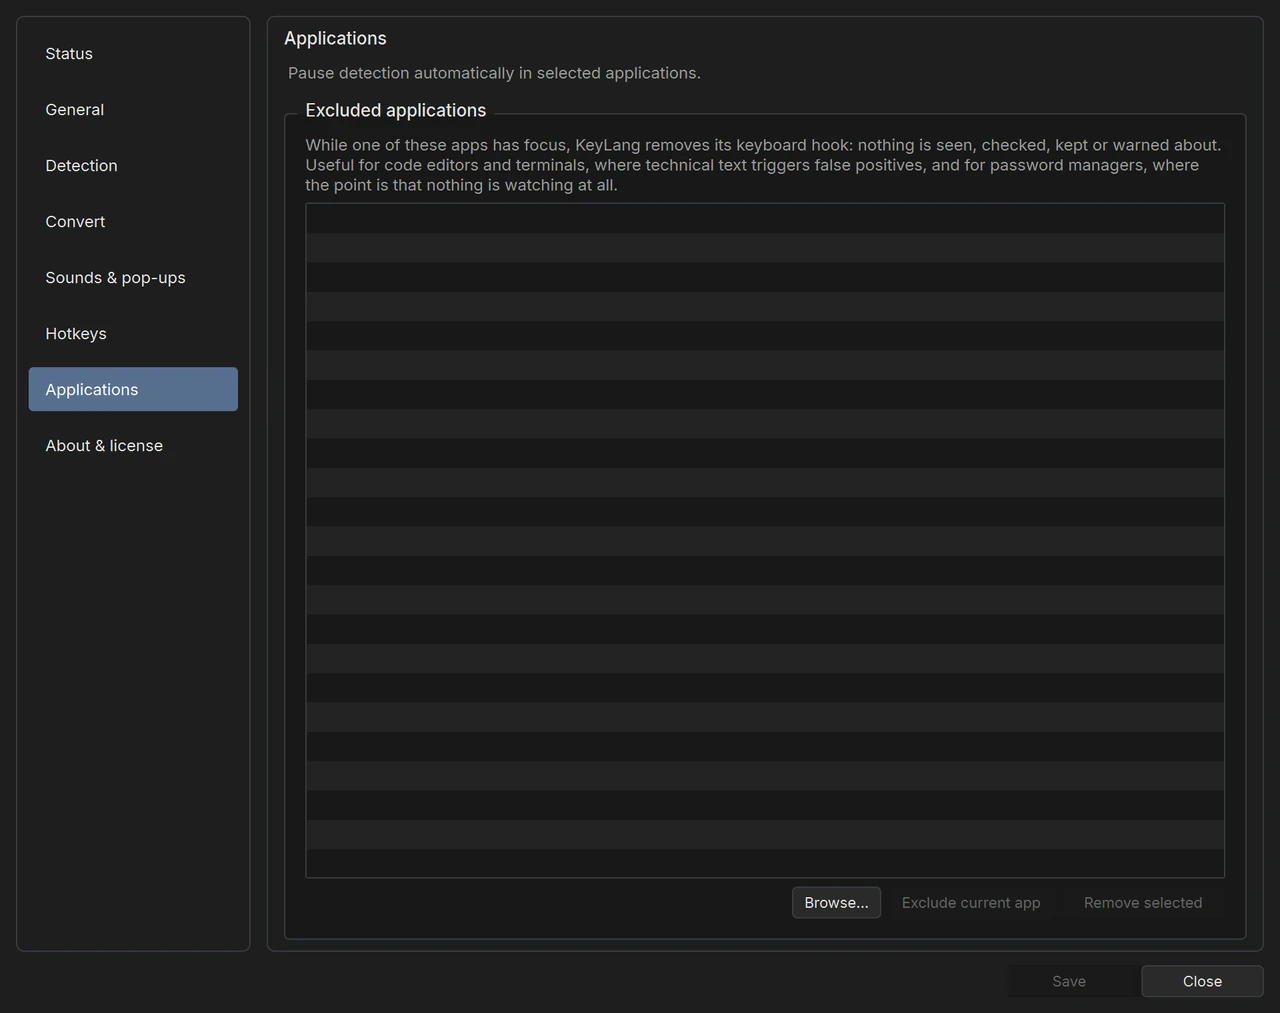 Status
General
Detection
Convert
Sounds & pop-ups
Hotkeys
Applications
About & license
Applications
Pause detection automatically in selected applications.
Excluded applications
While one of these apps has focus, KeyLang removes its keyboard hook: nothing is seen, checked, kept or warned about.
Useful for code editors and terminals, where technical text triggers false positives, and for password managers, where
the point is that nothing is watching at all.
Browse...
Exclude current app
Remove selected
Save
Close